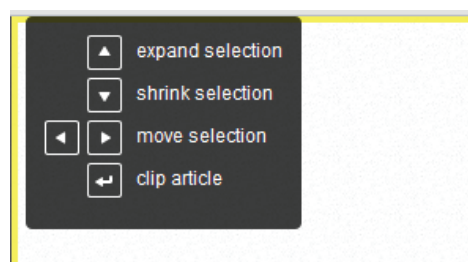 expand selection
shrink selection
move selection
clip article